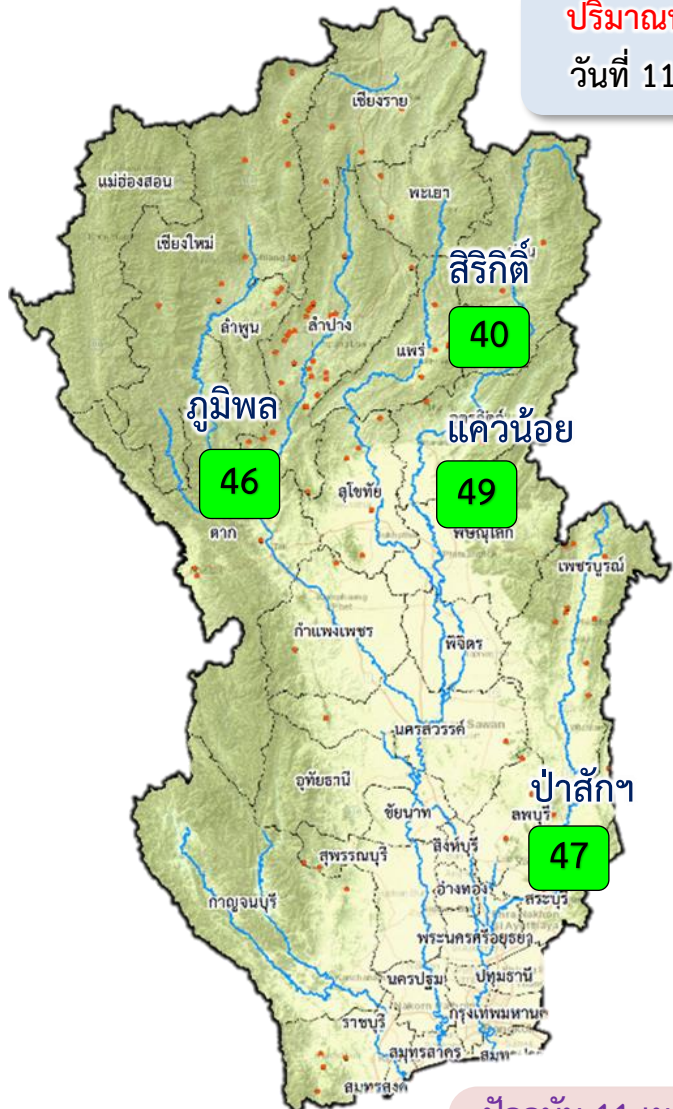 วันที่ 11
เชียงราย
แม่ฮ่องสอน
พะเยา
เชียงใหม่
สิริกิติ์
40
ลำพูน
ลำปาง
แพร่
ภูมิพล
46
แควน้อย
49
สุโขทัย
ตาก
พิษณุโลก
เพชรบูรณ์
กำแพงเพชร
พิจิตร
นครสวรรค์
Sawan
อุทัยธานี
ป่าสักฯ
47
ชัยนาท
ลพบุรี
สิงห์บุรี
สุพรรณบุรี
อ่างทอง
สระบุรี
กาญจนบุรี
พระนครศรีอยุธยา
นครปฐม
ปทุมธานี
ราชบุรี
กรุงเทพมหานค
สมุทรสาคร
สมุทรสงค